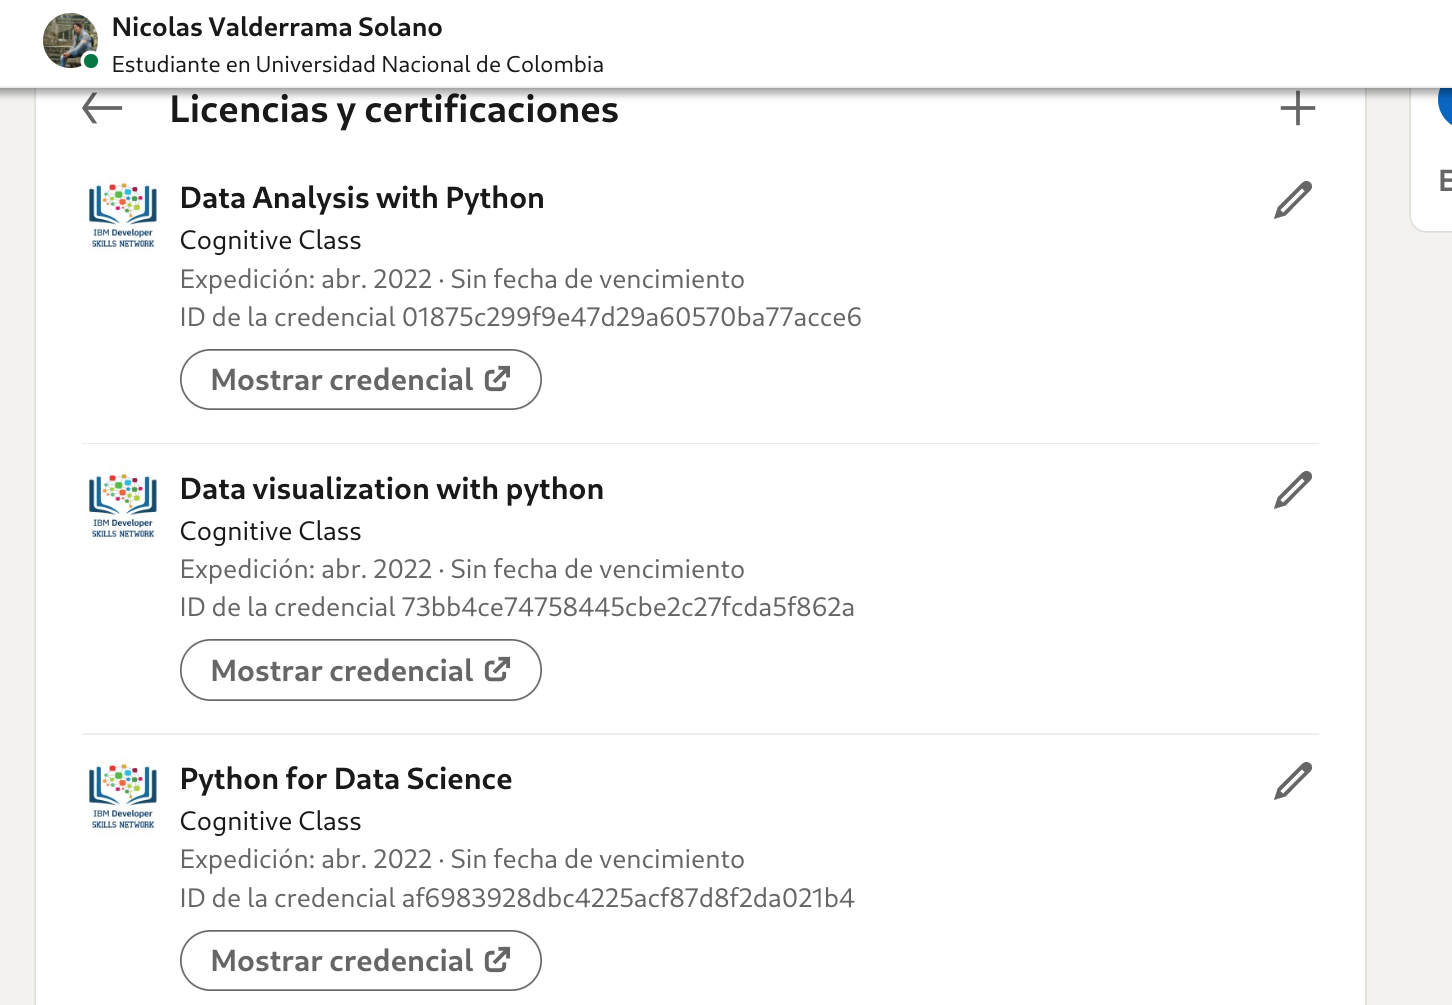 Nicolas Valderrama Solano
Estudiante en Universidad Nacional de Colombia
Licencias y certificaciones
Data Analysis with Python
IBM Developer
SKILLS NETWORK
Cognitive Class
Expedición: abr. 2022 · Sin fecha de vencimiento
ID de la credencial 01875c299f9e47d29a60570ba77acce6
Mostrar credencial
Data visualization with python
IBM Developer
SKILLS NETWORK
Cognitive Class
Expedición: abr. 2022 · Sin fecha de vencimiento
ID de la credencial 73bb4ce74758445cbe2c27fcda5f862a
Mostrar credencial
Python for Data Science
IBM Developer
SKILLS NETWORK
Cognitive Class
Expedición: abr. 2022 · Sin fecha de vencimiento
ID de la credencial af6983928dbc4225acf87d8f2da021b4
Mostrar credencial